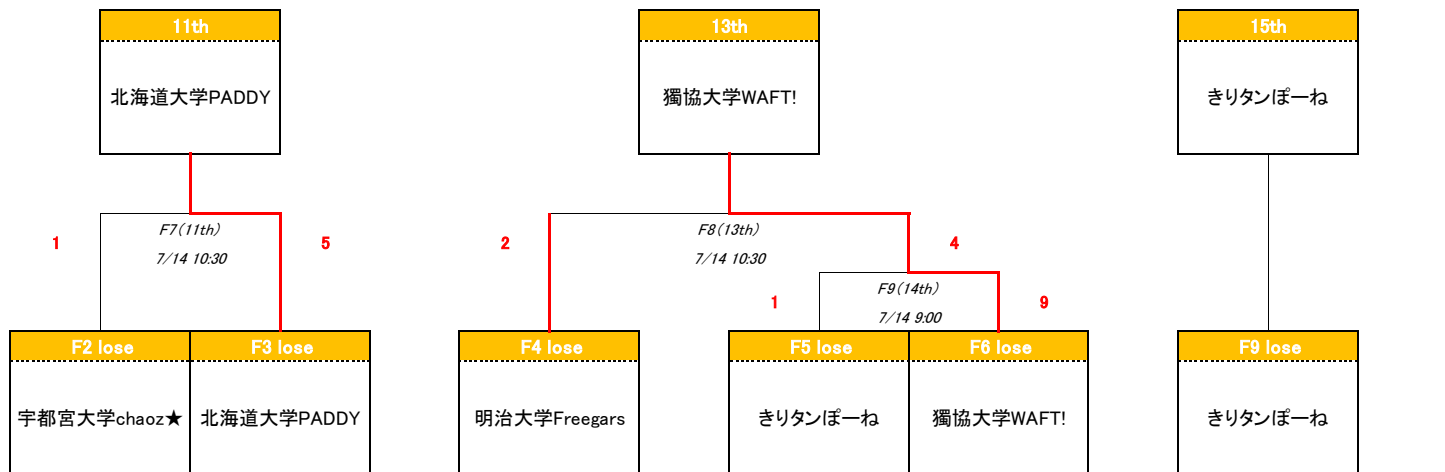 11th
13th
15th
北海道大学PADDY
獨協大学WAFT!
きりタンぽーね
F7(11th)
F8(13th)
1
5
2
4
7/14 10:30
7/14 10:30
F9(14th)
1
9
7/14 9:00
F2 lose
F3 lose
F4 lose
F5 lose
F6 lose
F9 lose
宇都宮大学chaoz★
北海道大学PADDY
明治大学Freegars
きりタンぽーね
獨協大学WAFT!
きりタンぽーね